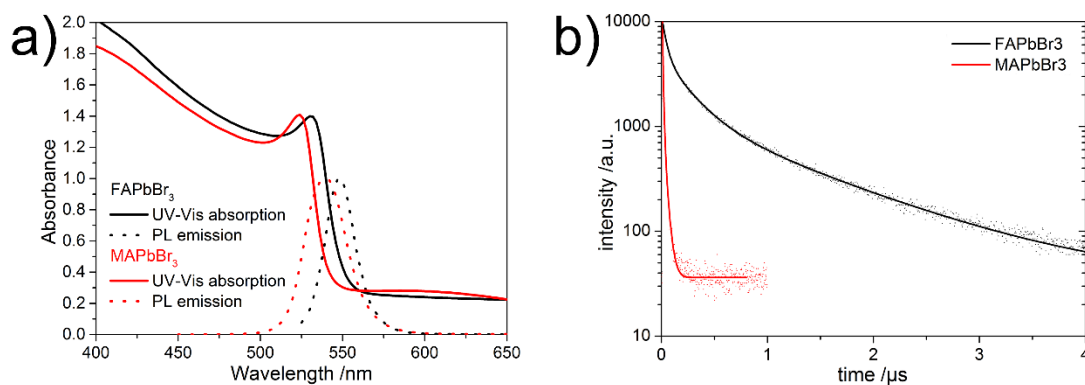 a)
2.0
1.8
1.6
1.4
1.2
1.0
0.8
0.6
0.4
0.2
0.0
Absorbance
FAPbBr₃
UV-Vis absorption
PL emission
MAPbBr₃
UV-Vis absorption
PL emission
400 450 500 550 600 650
Wavelength /nm
b)
10000
1000
100
10
intensity /a.u.
FAPbBr3
MAPbBr3
0 1 2 3 4
time /µs